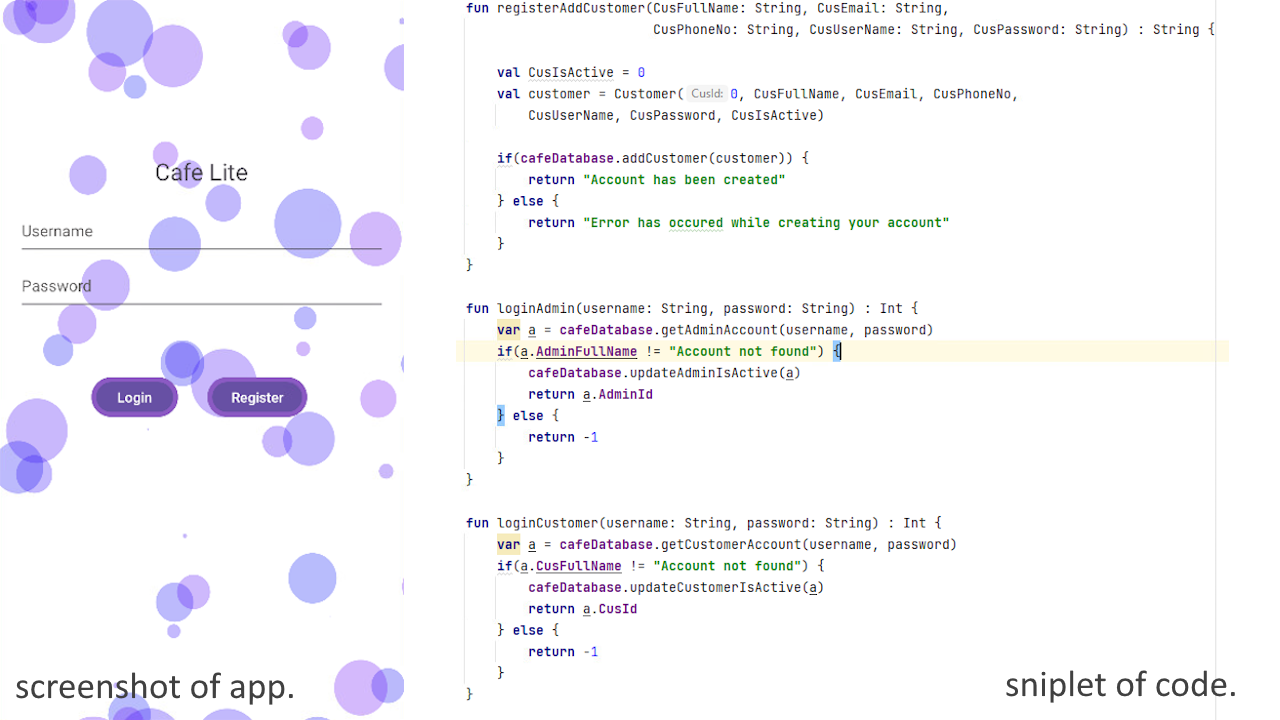 Cafe Lite
Username
Password
Login
Register
screenshot of app.
fun registerAddCustomer(CusFullName: String, CusEmail: String,
CusPhoneNo: String, CusUserName: String, CusPassword: String) : String {
val CusIsActive = 0
val customer = Customer( CusId: 0, CusFullName, CusEmail, CusPhoneNo,
CusUserName, CusPassword, CusIsActive)
if(cafeDatabase.addCustomer(customer)) {
return "Account has been created"
} else {
return "Error has occured while creating your account"
}
}
fun loginAdmin(username: String, password: String) : Int {
var a = cafeDatabase.getAdminAccount(username, password)
if(a.AdminFullName != "Account not found") {
cafeDatabase.updateAdminIsActive(a)
return a.AdminId
} else {
return -1
}
}
fun loginCustomer(username: String, password: String) : Int {
var a = cafeDatabase.getCustomerAccount(username, password)
if(a.CusFullName != "Account not found") {
cafeDatabase.updateCustomerIsActive(a)
return a.CusId
} else {
return -1
}
}
sniplet of code.